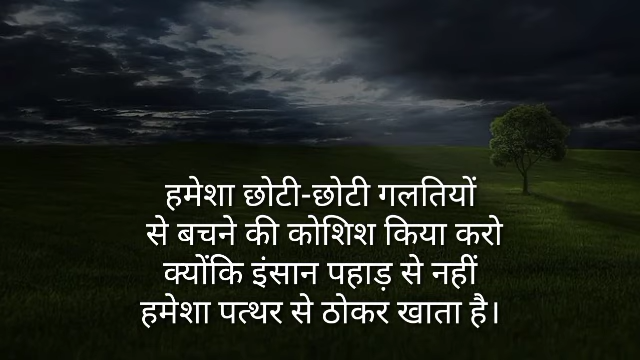 हमेशा छोटी-छोटी गलतियों
से बचने की कोशिश किया करो
क्योंकि इंसान पहाड़ से नहीं
हमेशा पत्थर से ठोकर खाता है।